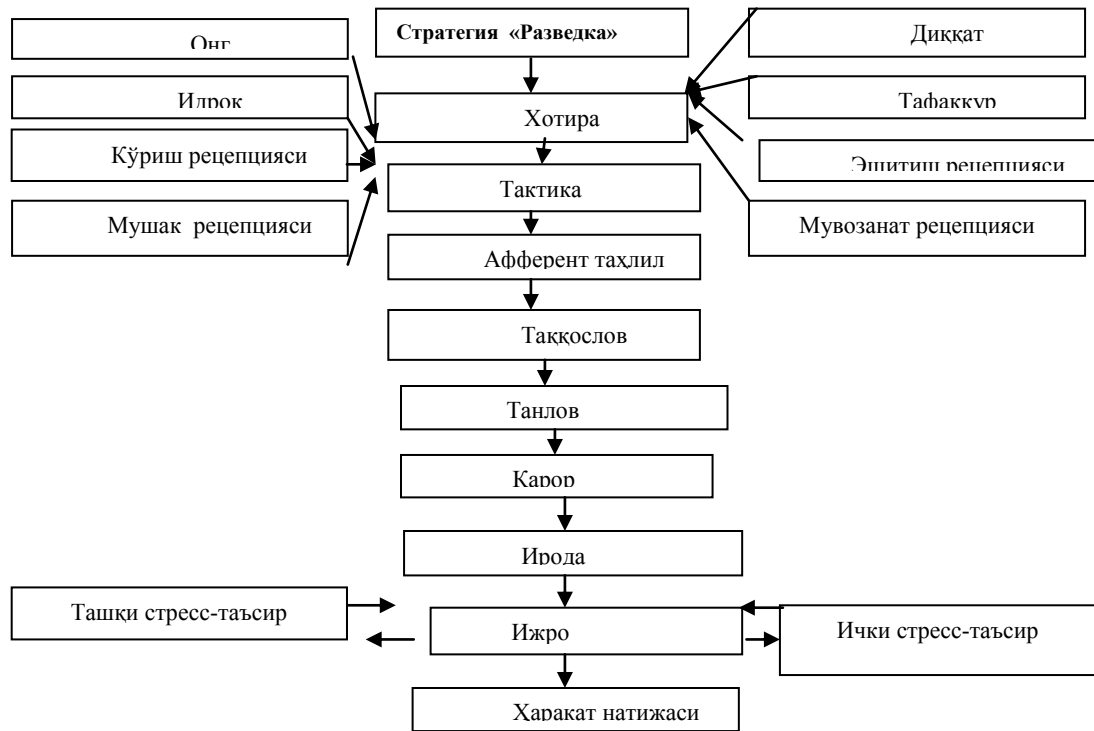 Онг
Стратегия «Разведка»
Диққат
Идрок
Хотира
Тафаккур
Кўриш рецепцияси
Эшитиш рецепцияси
Тактика
Мушак рецепцияси
Мувозанат рецепцияси
Афферент таҳлил
Таққослов
Танлов
Қарор
Ирода
Ташқи стресс-таъсир
Ижро
Ички стресс-таъсир
Ҳаракат натижаси